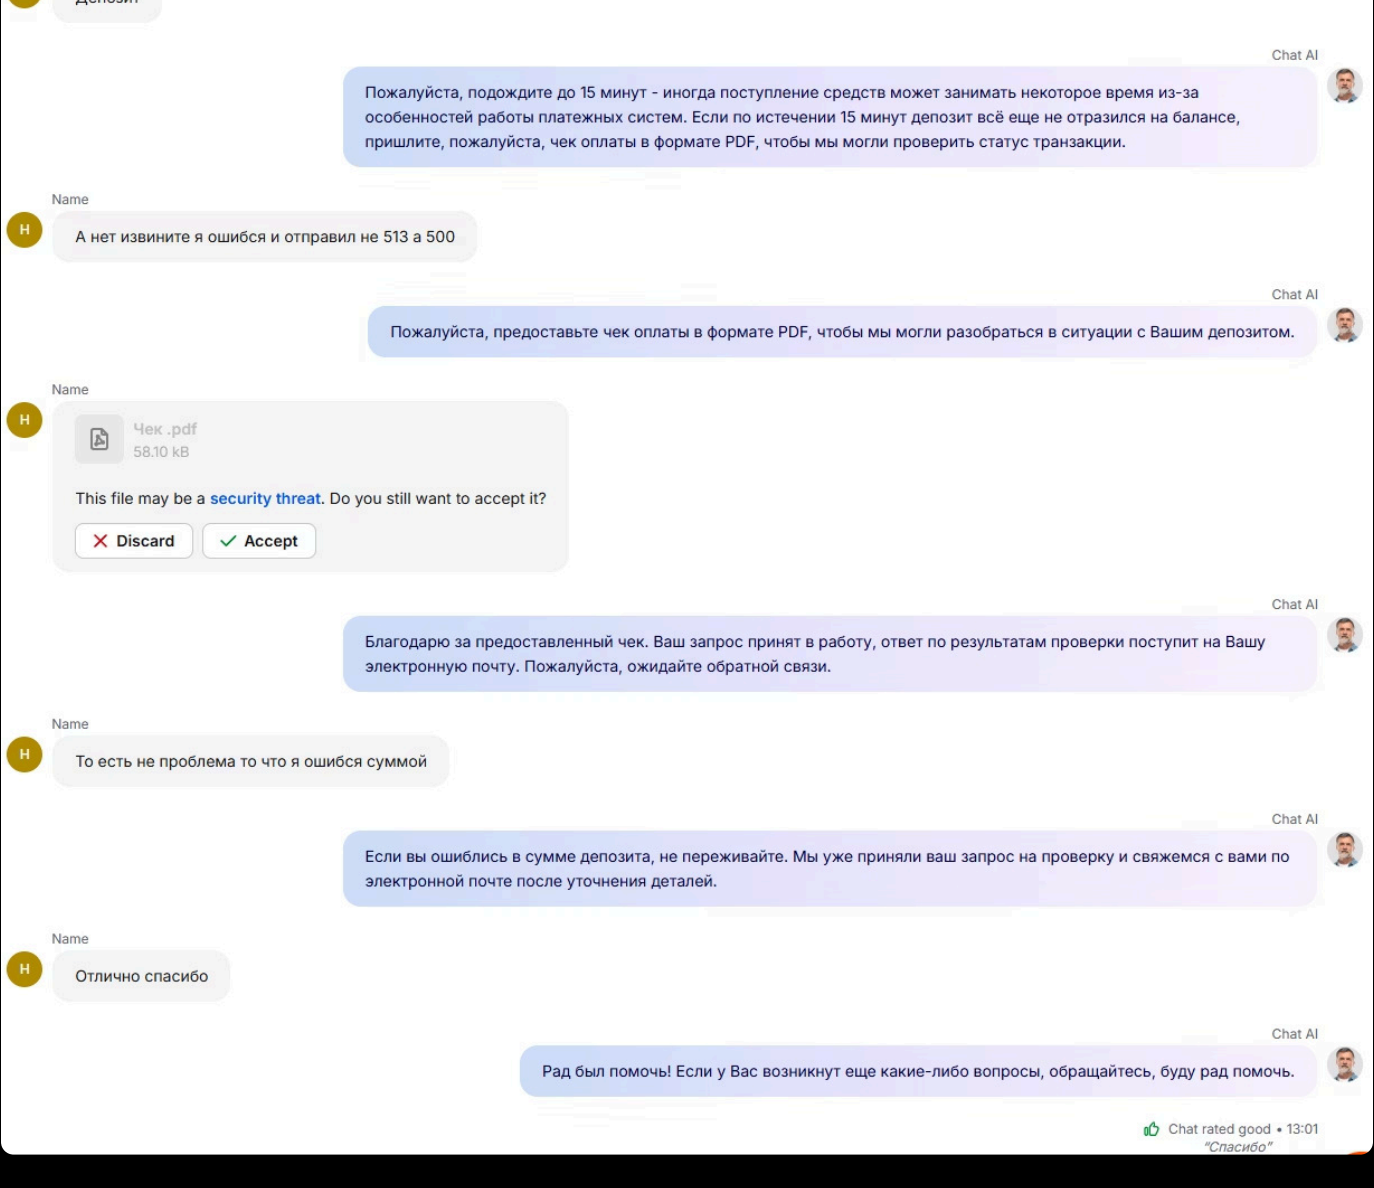 Депозит
Chat AI
Пожалуйста, подождите до 15 минут - иногда поступление средств может занимать некоторое время из-за
особенностей работы платежных систем. Если по истечении 15 минут депозит всё еще не отразился на балансе,
пришлите, пожалуйста, чек оплаты в формате PDF, чтобы мы могли проверить статус транзакции.
Name
H
А нет извините я ошибся и отправил не 513 а 500
Chat AI
Пожалуйста, предоставьте чек оплаты в формате PDF, чтобы мы могли разобраться в ситуации с Вашим депозитом.
Name
H
Чек .pdf
58.10 kB
This file may be a security threat. Do you still want to accept it?
Discard Accept
Chat AI
Благодарю за предоставленный чек. Ваш запрос принят в работу, ответ по результатам проверки поступит на Вашу
электронную почту. Пожалуйста, ожидайте обратной связи.
Name
H
То есть не проблема то что я ошибся суммой
Chat AI
Если вы ошиблись в сумме депозита, не переживайте. Мы уже приняли ваш запрос на проверку и свяжемся с вами по
электронной почте после уточнения деталей.
Name
H
Отлично спасибо
Chat AI
Рад был помочь! Если у Вас возникнут еще какие-либо вопросы, обращайтесь, буду рад помочь.
Chat rated good • 13:01
"Спасибо"